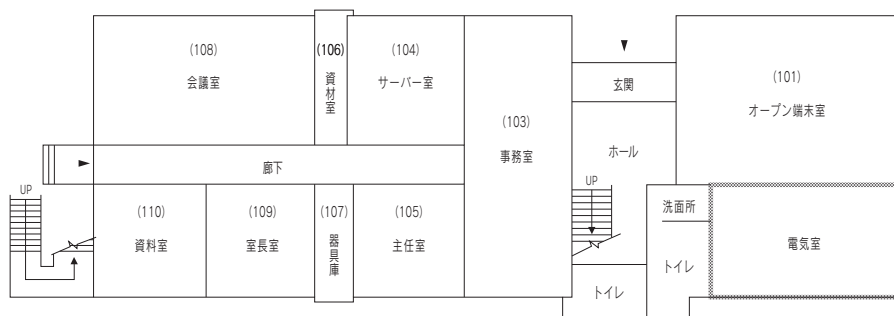 (108)
会議室
(106)
資材室
(104)
サーバー室
(103)
事務室
▼
玄関
ホール
(101)
オープン端末室
►
廊下
UP
(110)
資料室
(109)
室長室
(107)
器具庫
(105)
主任室
UP
洗面所
トイレ
電気室
トイレ